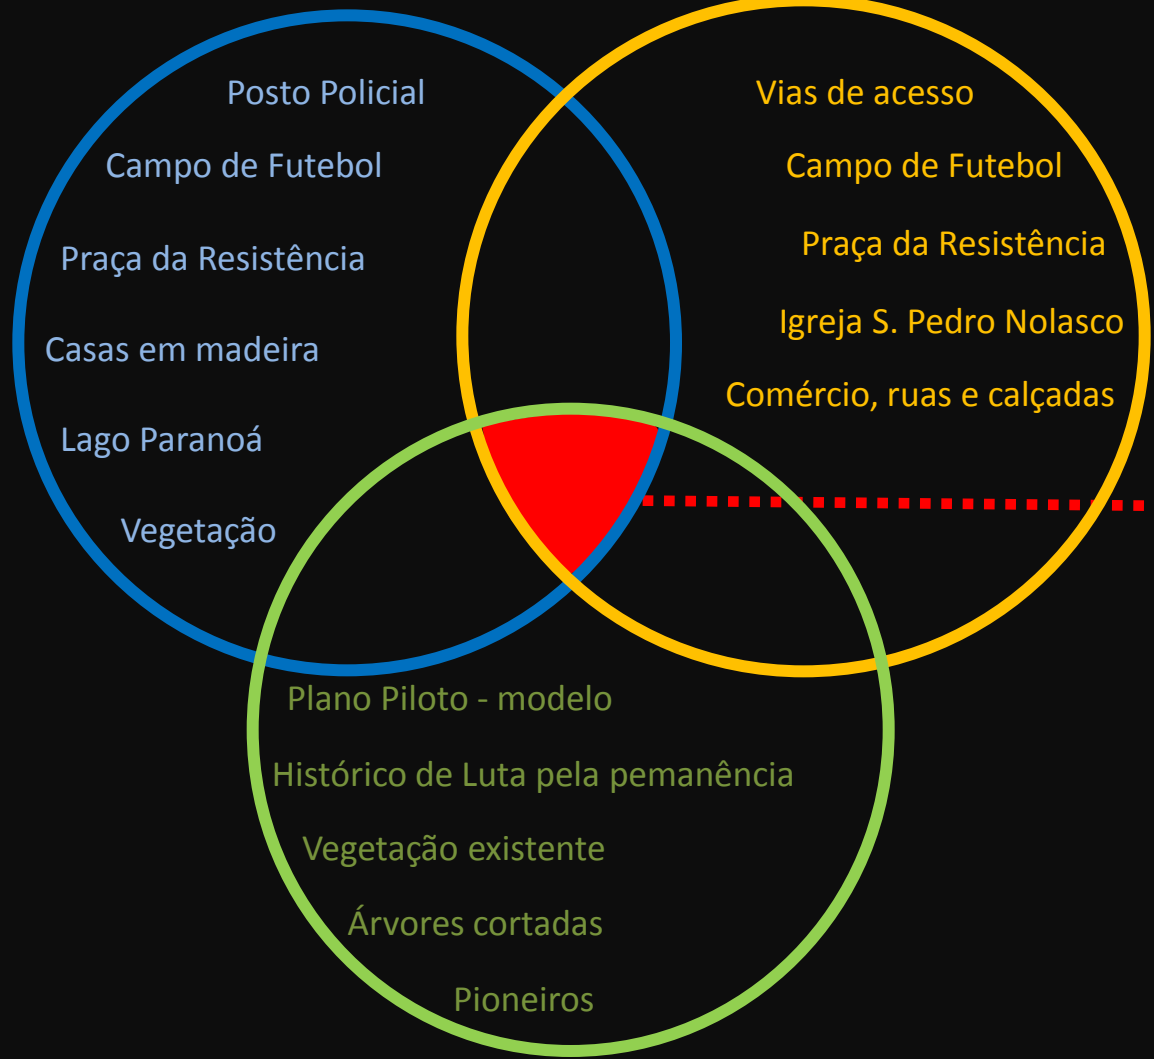 Posto Policial
Campo de Futebol
Praça da Resistência
Casas em madeira
Lago Paranoá
Vegetação
Vias de acesso
Campo de Futebol
Praça da Resistência
Igreja S. Pedro Nolasco
Comércio, ruas e calçadas
Plano Piloto - modelo
Histórico de Luta pela pemanência
Vegetação existente
Árvores cortadas
Pioneiros